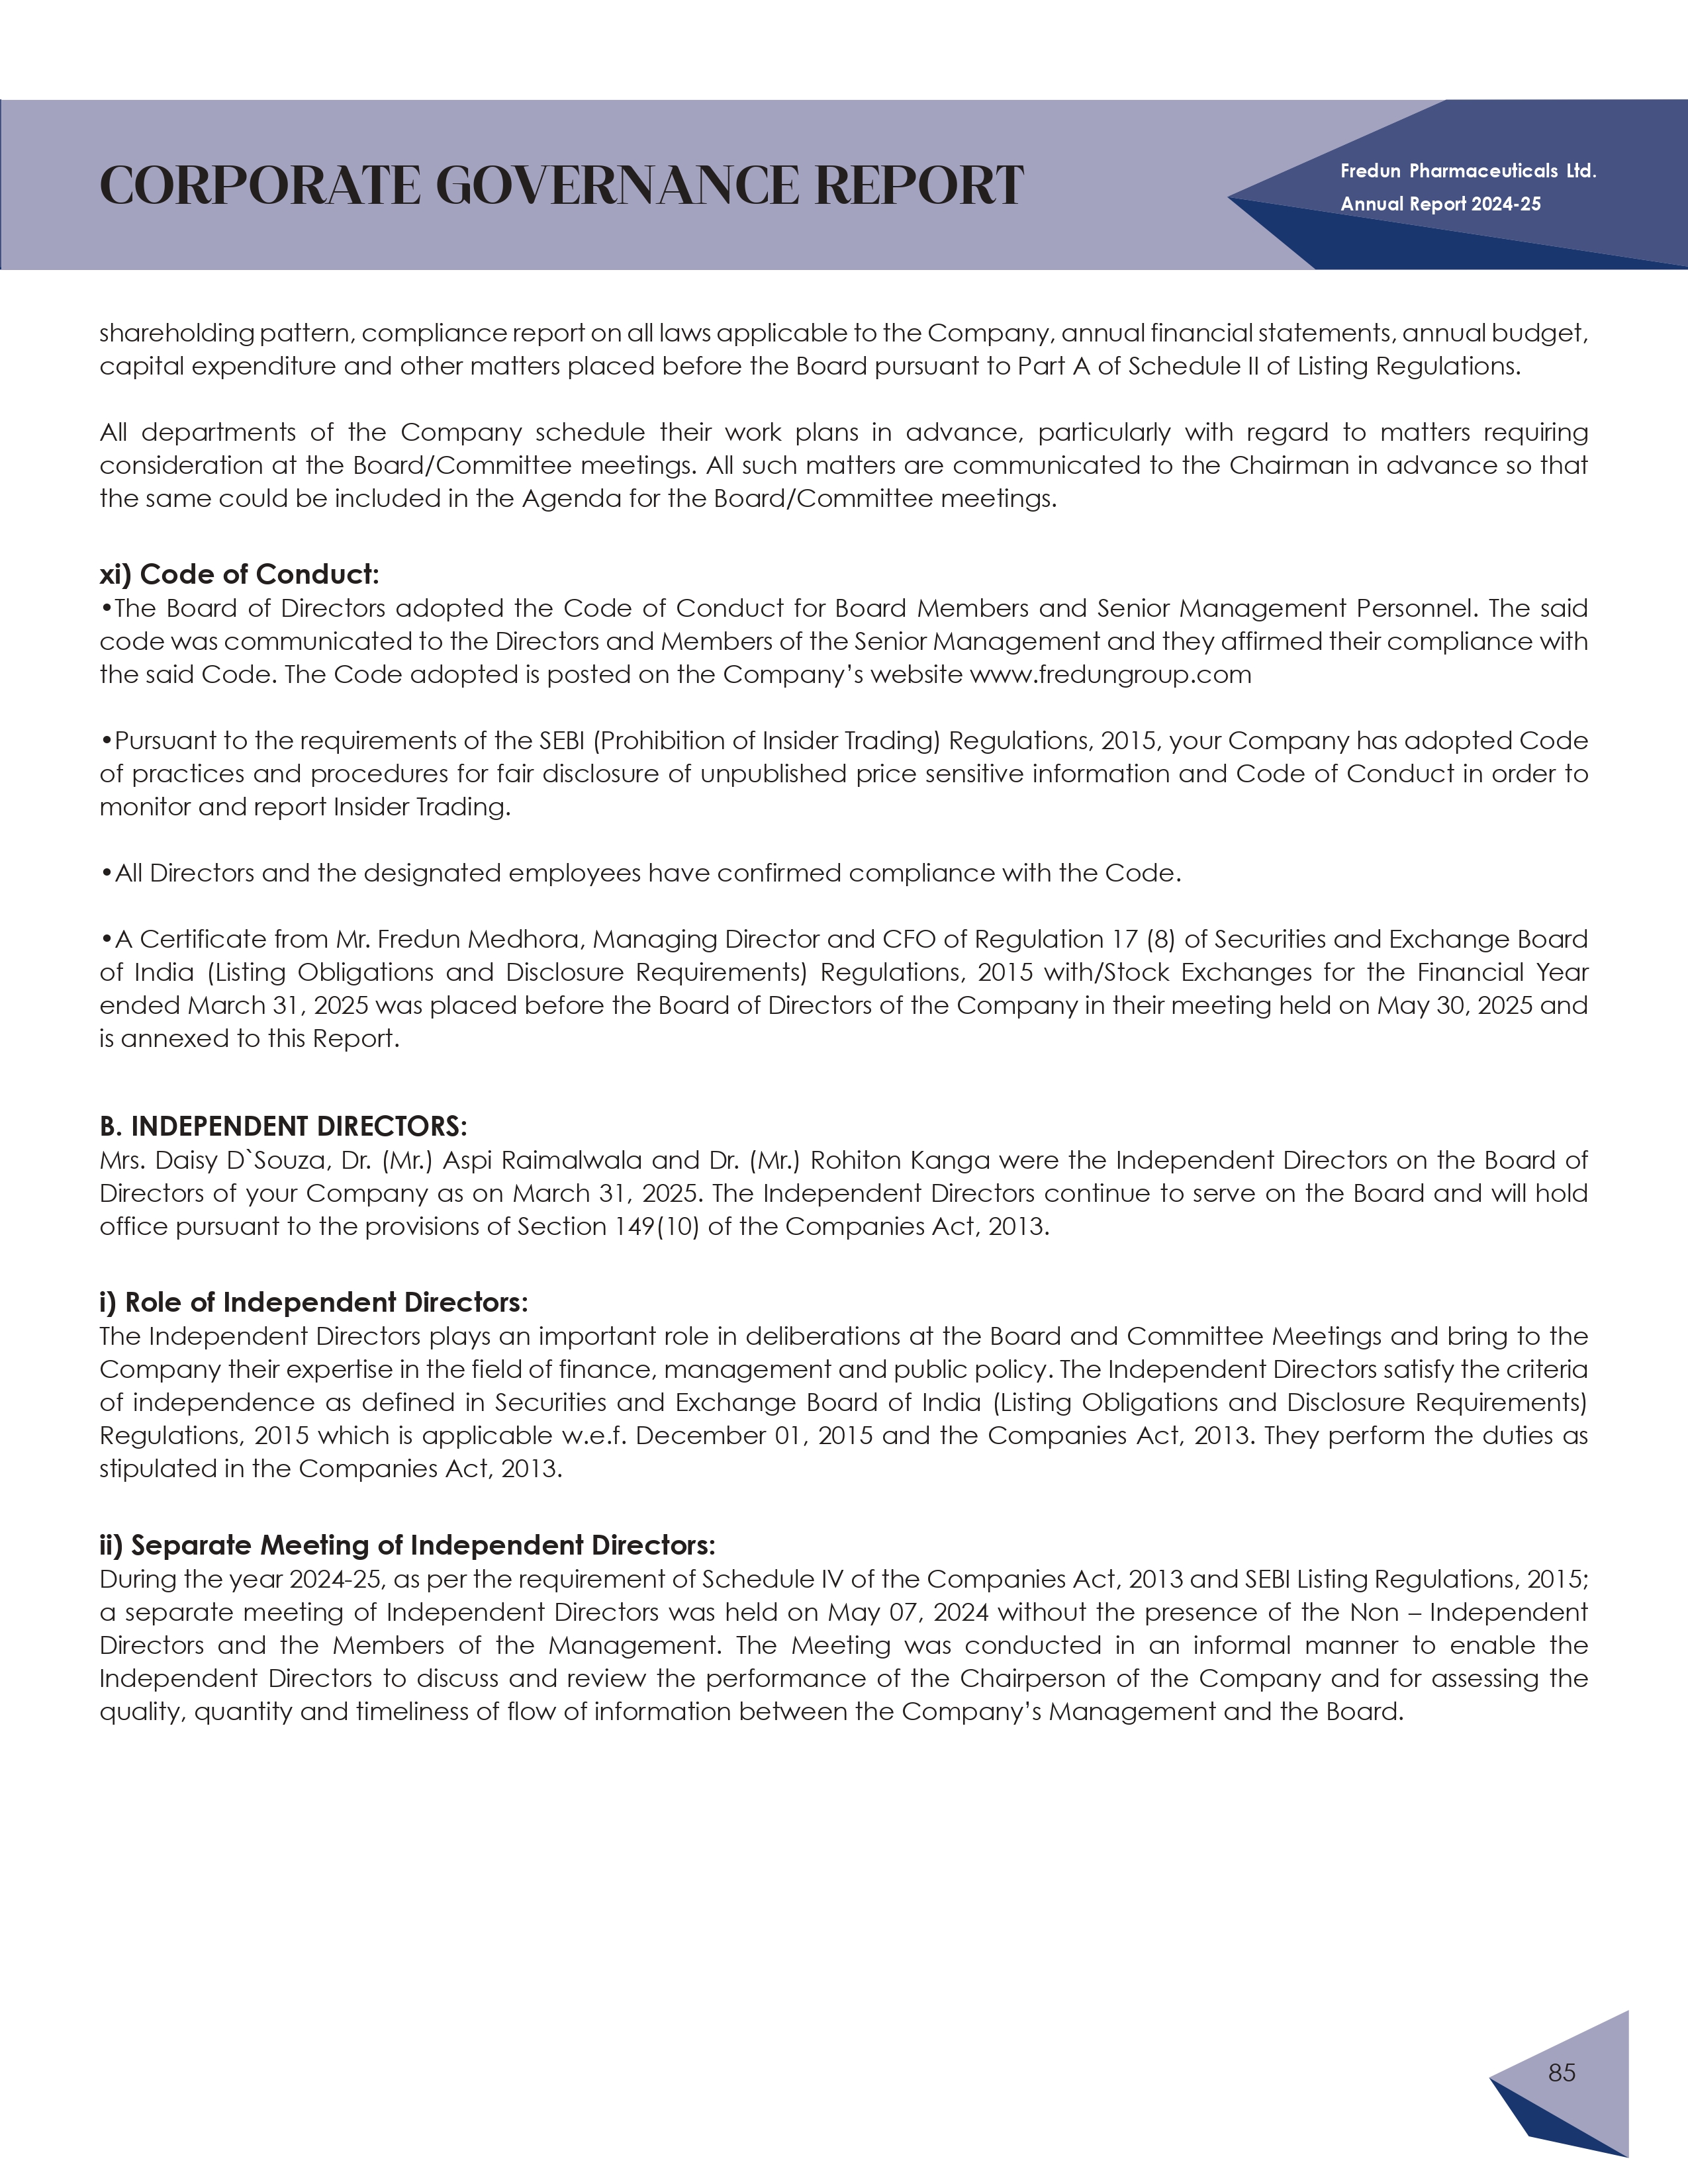 CORPORATE GOVERNANCE REPORT
Fredun Pharmaceuticals Ltd.
Annual Report 2024-25
shareholding pattern, compliance report on all laws applicable to the Company, annual financial statements, annual budget,
capital expenditure and other matters placed before the Board pursuant to Part A of Schedule II of Listing Regulations.
All departments of the Company schedule their work plans in advance, particularly with regard to matters requiring
consideration at the Board/Committee meetings. All such matters are communicated to the Chairman in advance so that
the same could be included in the Agenda for the Board/Committee meetings.
xi) Code of Conduct:
•The Board of Directors adopted the Code of Conduct for Board Members and Senior Management Personnel. The said
code was communicated to the Directors and Members of the Senior Management and they affirmed their compliance with
the said Code. The Code adopted is posted on the Company’s website www.fredungroup.com
•Pursuant to the requirements of the SEBI (Prohibition of Insider Trading) Regulations, 2015, your Company has adopted Code
of practices and procedures for fair disclosure of unpublished price sensitive information and Code of Conduct in order to
monitor and report Insider Trading.
•All Directors and the designated employees have confirmed compliance with the Code.
•A Certificate from Mr. Fredun Medhora, Managing Director and CFO of Regulation 17 (8) of Securities and Exchange Board
of India (Listing Obligations and Disclosure Requirements) Regulations, 2015 with/Stock Exchanges for the Financial Year
ended March 31, 2025 was placed before the Board of Directors of the Company in their meeting held on May 30, 2025 and
is annexed to this Report.
B. INDEPENDENT DIRECTORS:
Mrs. Daisy D`Souza, Dr. (Mr.) Aspi Raimalwala and Dr. (Mr.) Rohiton Kanga were the Independent Directors on the Board of
Directors of your Company as on March 31, 2025. The Independent Directors continue to serve on the Board and will hold
office pursuant to the provisions of Section 149(10) of the Companies Act, 2013.
i) Role of Independent Directors:
The Independent Directors plays an important role in deliberations at the Board and Committee Meetings and bring to the
Company their expertise in the field of finance, management and public policy. The Independent Directors satisfy the criteria
of independence as defined in Securities and Exchange Board of India (Listing Obligations and Disclosure Requirements)
Regulations, 2015 which is applicable w.e.f. December 01, 2015 and the Companies Act, 2013. They perform the duties as
stipulated in the Companies Act, 2013.
ii) Separate Meeting of Independent Directors:
During the year 2024-25, as per the requirement of Schedule IV of the Companies Act, 2013 and SEBI Listing Regulations, 2015;
a separate meeting of Independent Directors was held on May 07, 2024 without the presence of the Non – Independent
Directors and the Members of the Management. The Meeting was conducted in an informal manner to enable the
Independent Directors to discuss and review the performance of the Chairperson of the Company and for assessing the
quality, quantity and timeliness of flow of information between the Company’s Management and the Board.
85